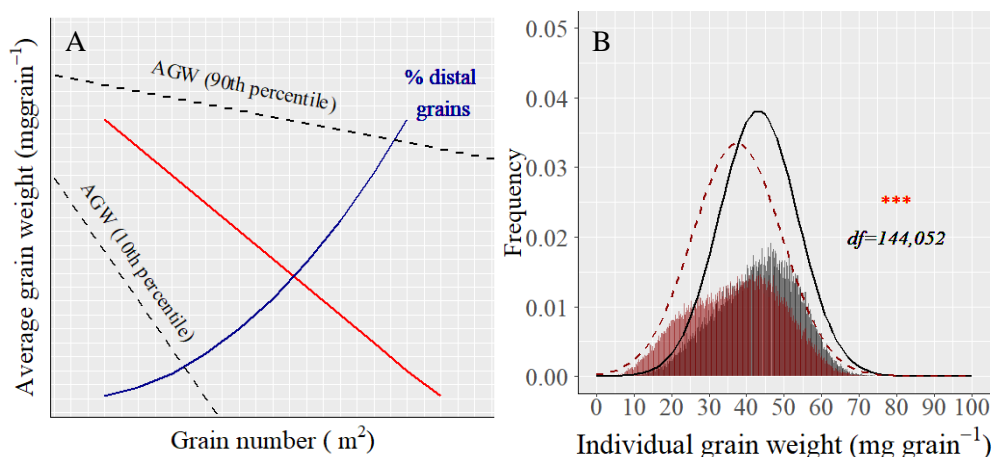 A
AGW (90th percentile)
% distal
grains
AGW (10th percentile)
Average grain weight (mggrain⁻¹)
Grain number ( m²)
B
0.05
0.04
0.03
0.02
0.01
0.00
Frequency
***
df=144,052
0 10 20 30 40 50 60 70 80 90 100
Individual grain weight (mg grain⁻¹)